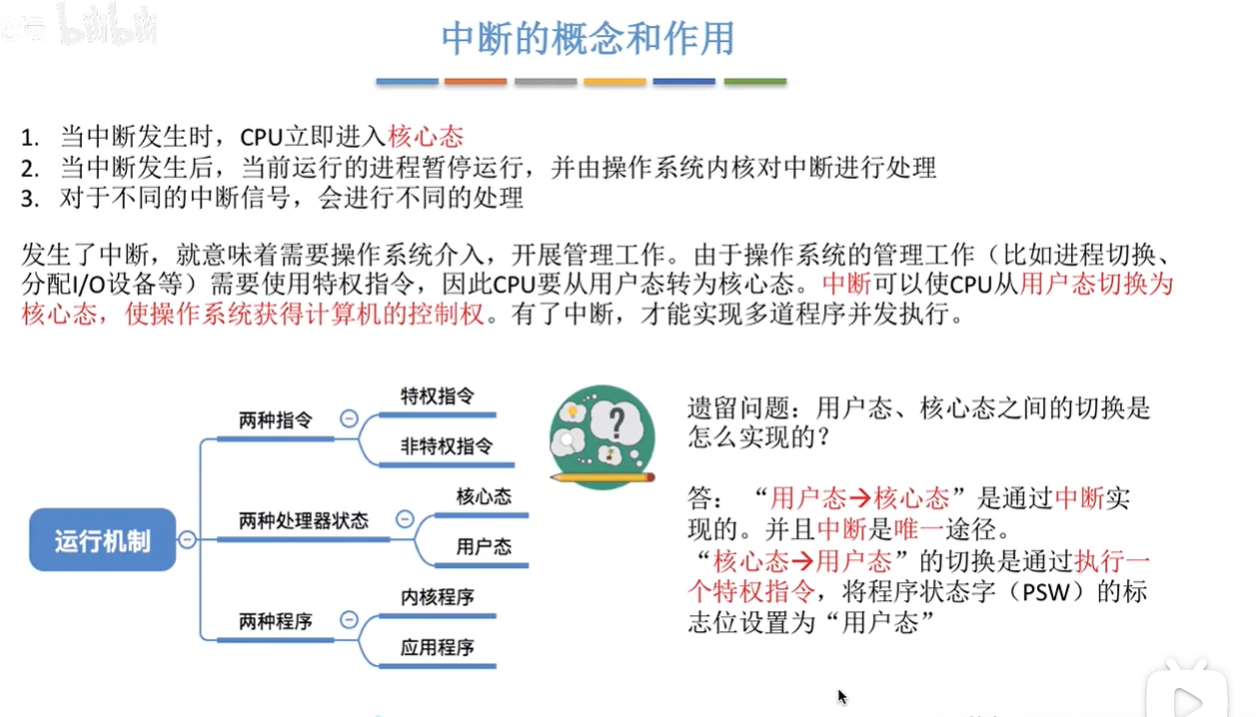 bilibili
中断的概念和作用
1. 当中断发生时，CPU立即进入核心态
2. 当中断发生后，当前运行的进程暂停运行，并由操作系统内核对中断进行处理
3. 对于不同的中断信号，会进行不同的处理
发生了中断，就意味着需要操作系统介入，开展管理工作。由于操作系统的管理工作（比如进程切换、
分配I/O设备等）需要使用特权指令，因此CPU要从用户态转为核心态。中断可以使CPU从用户态切换为
核心态，使操作系统获得计算机的控制权。有了中断，才能实现多道程序并发执行。
运行机制
两种指令
特权指令
非特权指令
两种处理器状态
核心态
用户态
两种程序
内核程序
应用程序
?
遗留问题：用户态、核心态之间的切换是
怎么实现的？
答： “用户态→核心态”是通过中断实
现的。并且中断是唯一途径。
“核心态→用户态”的切换是通过执行一
个特权指令，将程序状态字（PSW）的标
志位设置为“用户态”